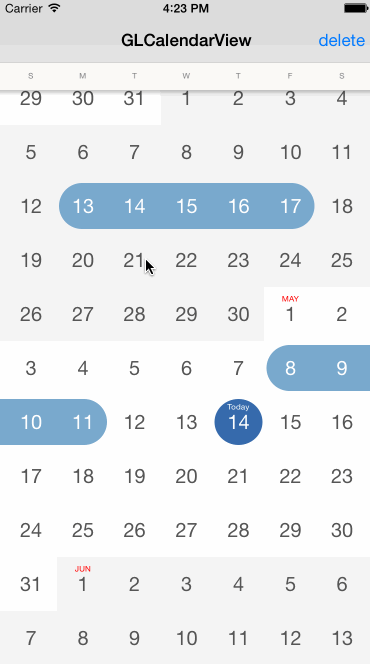 Carrier 4:23 PM
GLCalendarView delete
S M T W T F S
29 30 31 1 2 3 4
5 6 7 8 9 10 11
12 13 14 15 16 17 18
19 20 21 22 23 24 25
MAY
26 27 28 29 30 1 2
3 4 5 6 7 8 9
Today
10 11 12 13 14 15 16
17 18 19 20 21 22 23
24 25 26 27 28 29 30
JUN
31 1 2 3 4 5 6
7 8 9 10 11 12 13